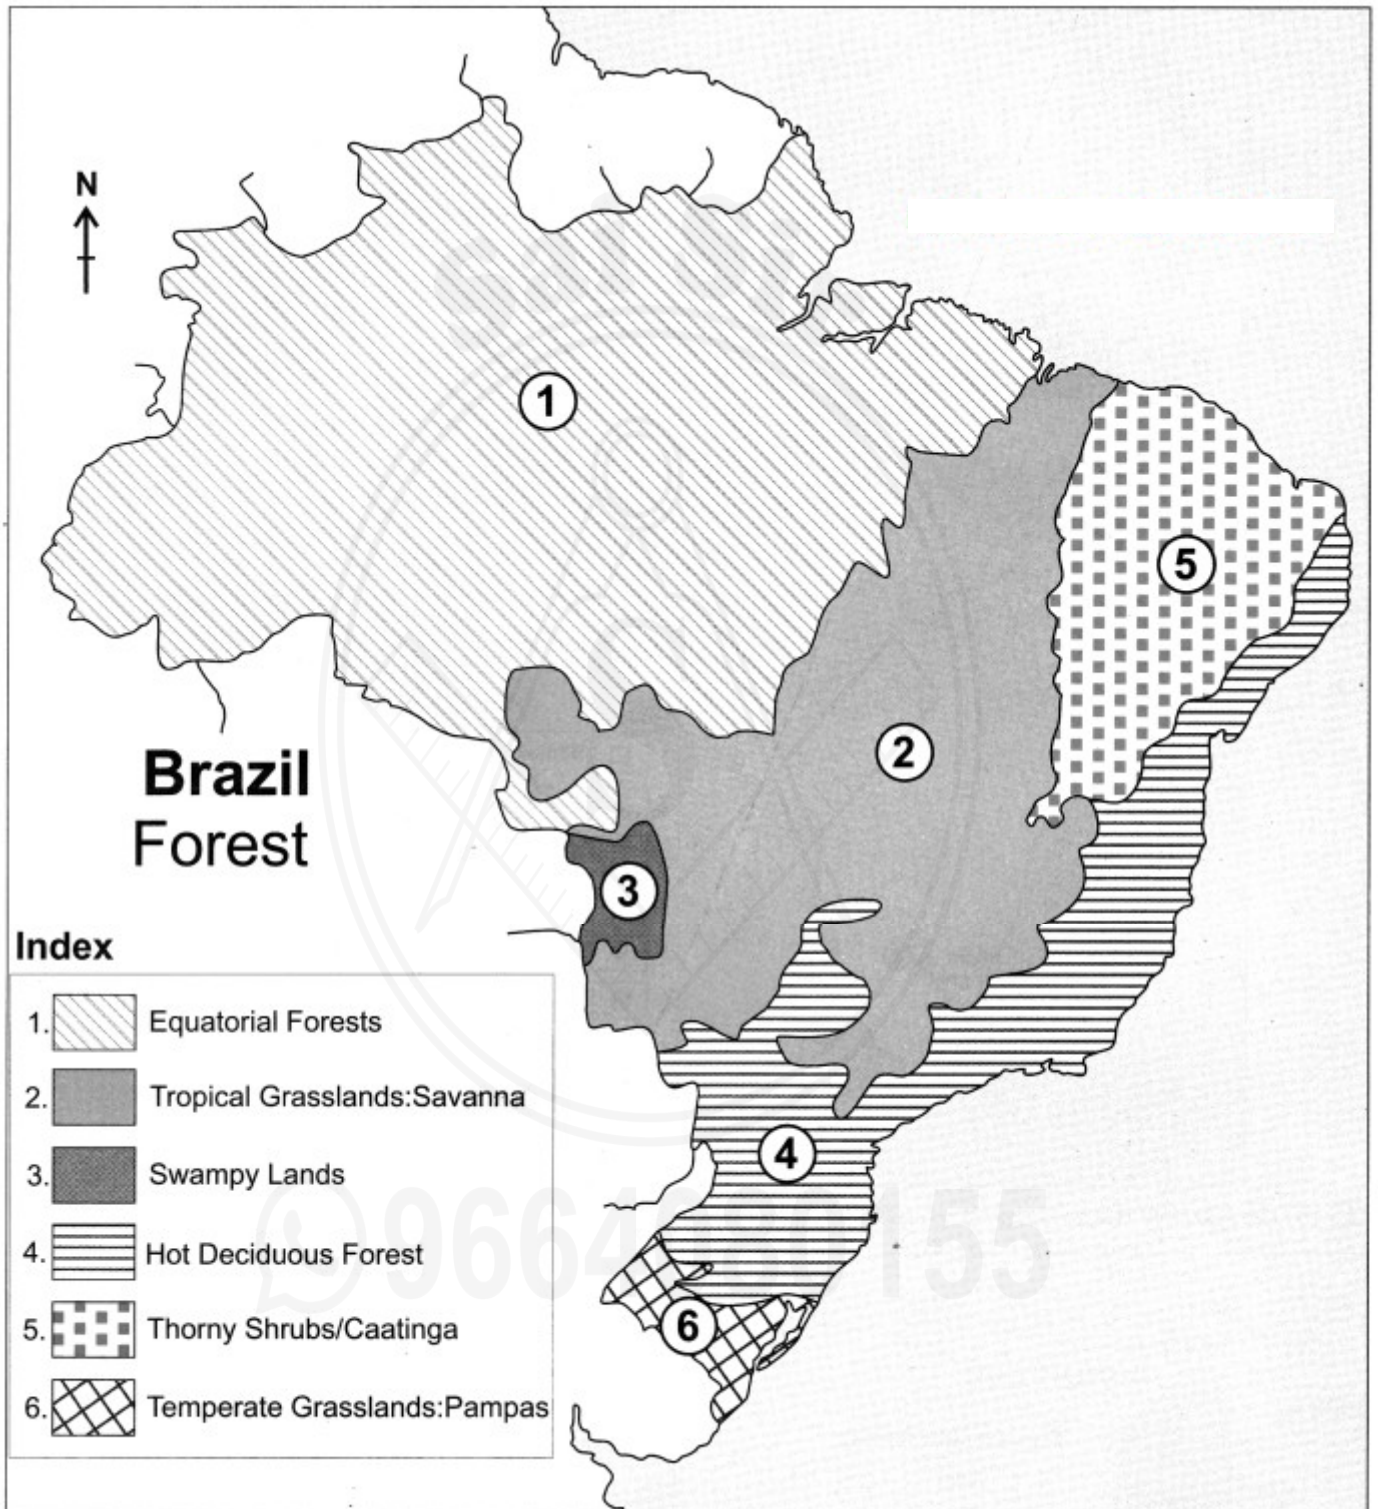 N
1
5
2
Brazil
Forest
3
Index
1. Equatorial Forests
2. Tropical Grasslands:Savanna
3. Swampy Lands
4
4. Hot Deciduous Forest
9664080155
5. Thorny Shrubs/Caatinga
6
6. Temperate Grasslands:Pampas